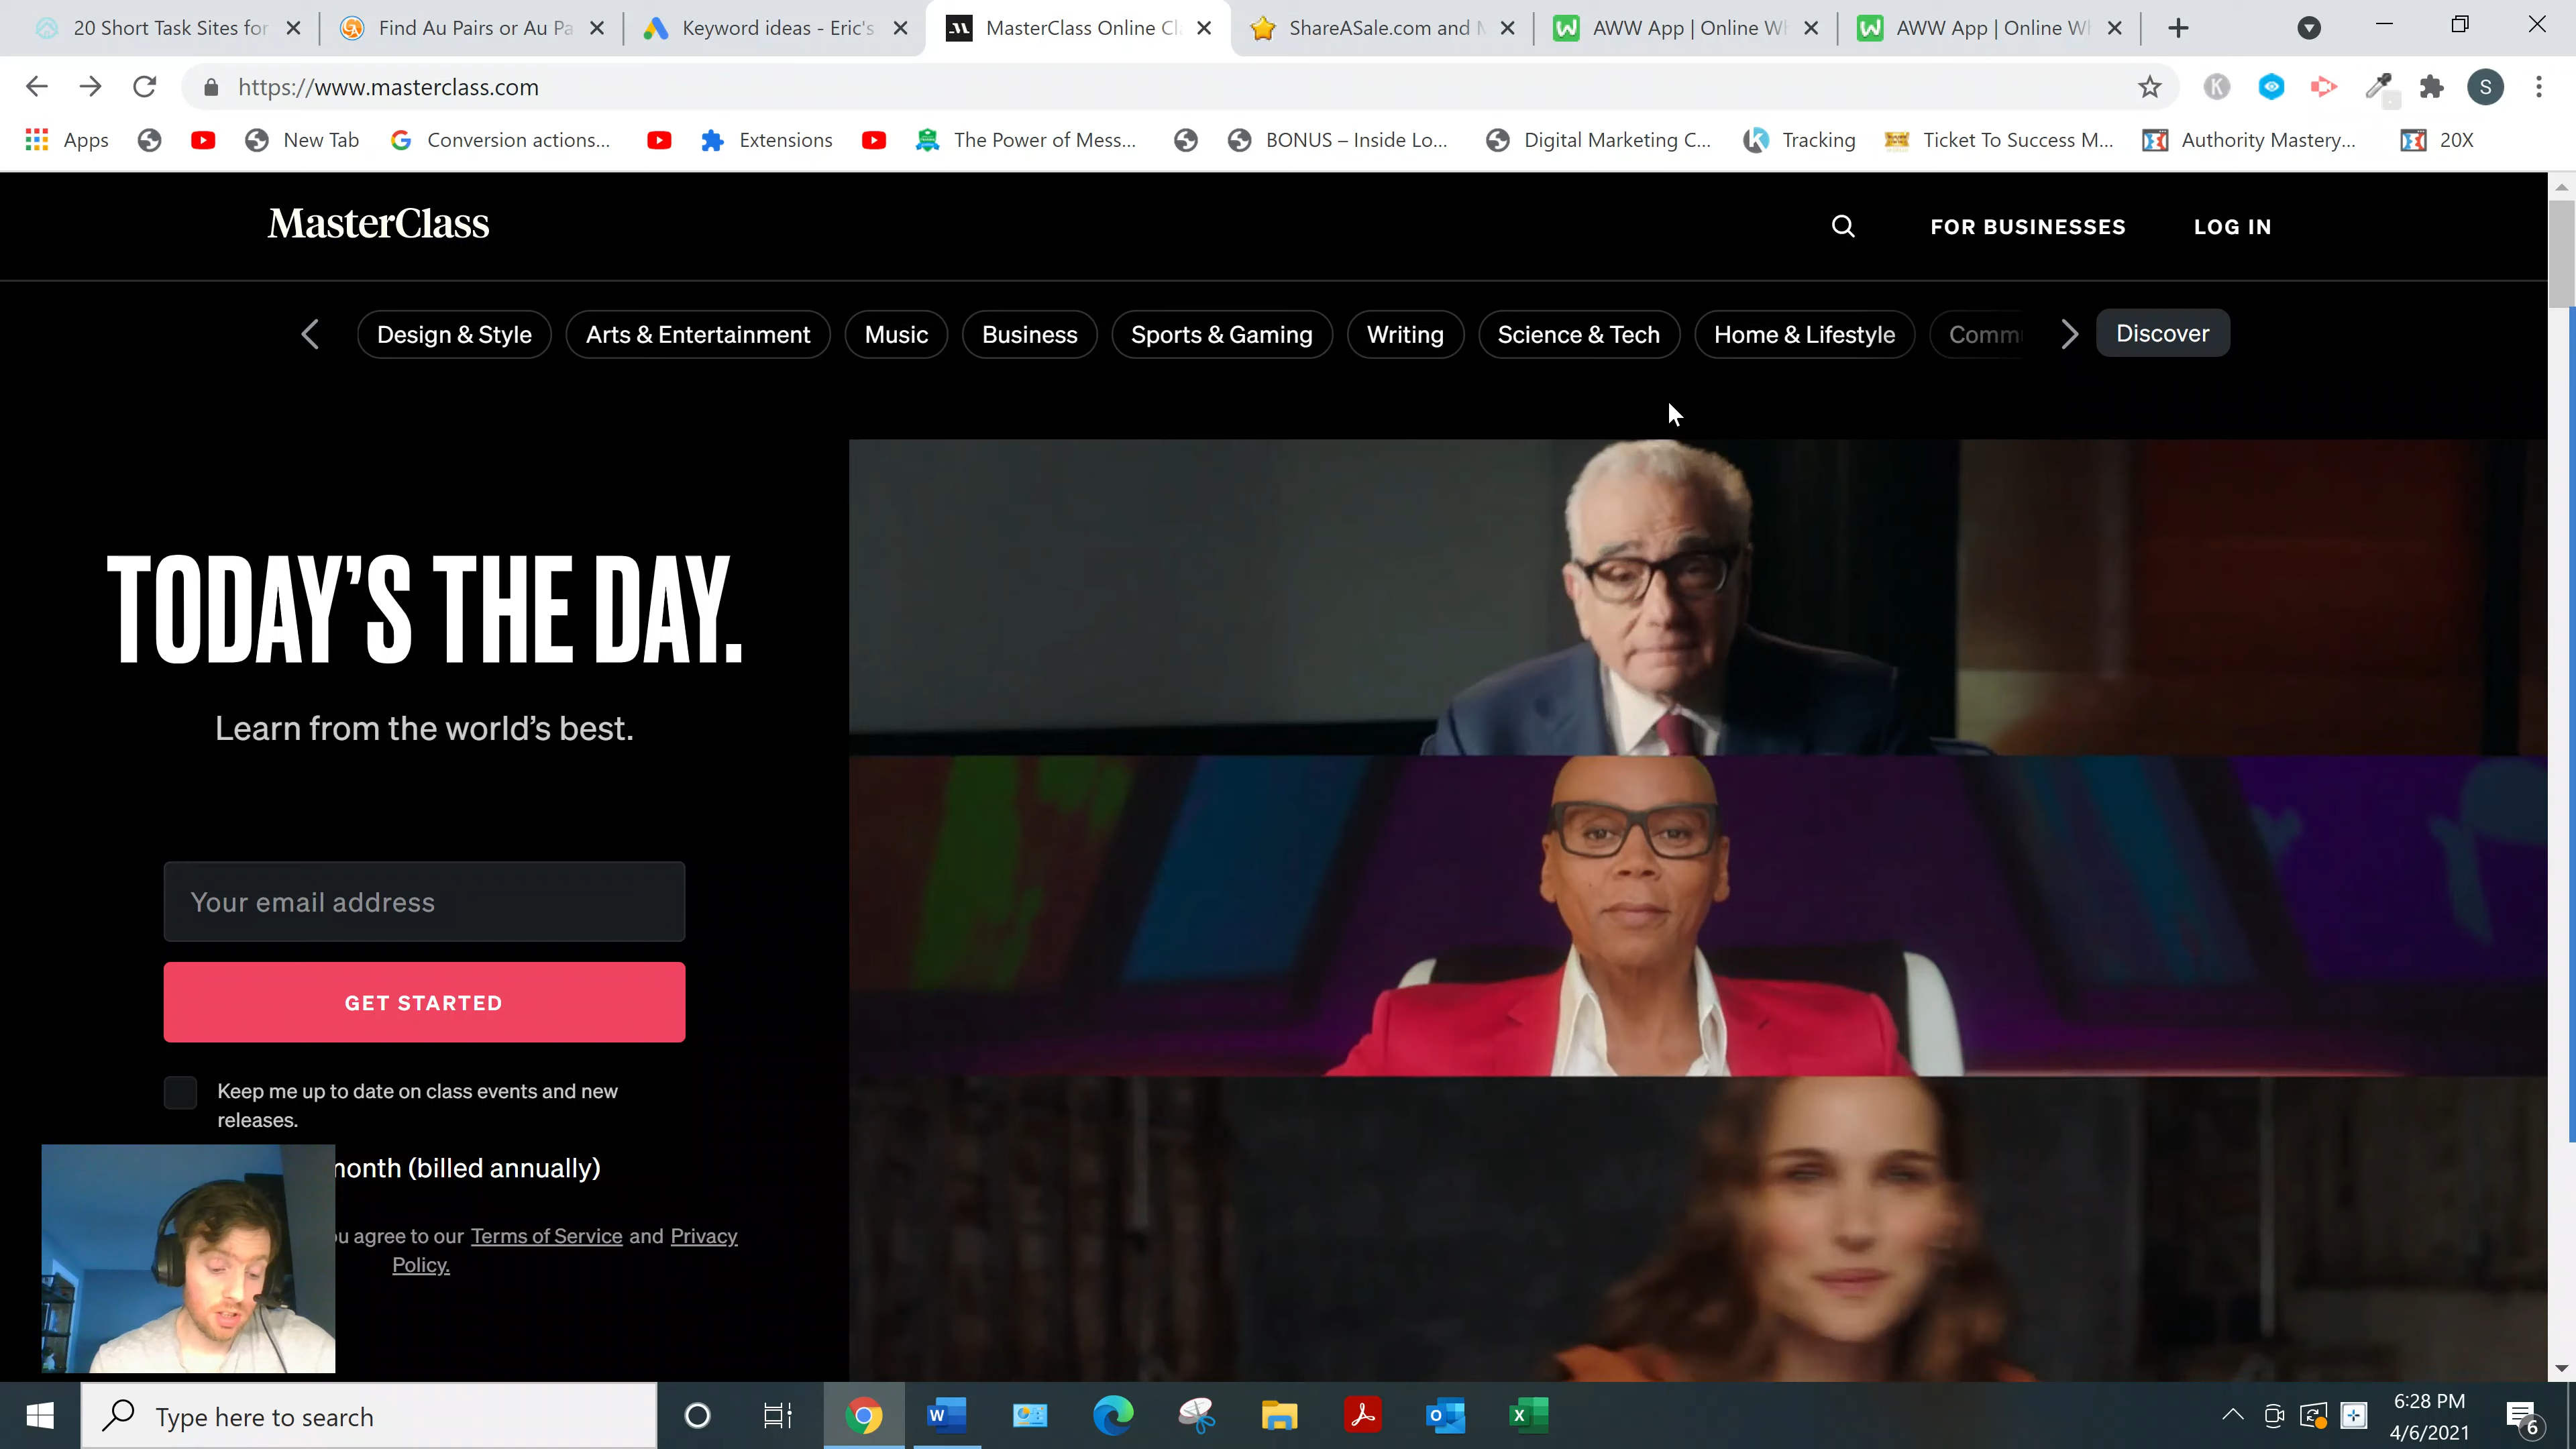 20 Short Task Sites for
Find Au Pairs or Au Pa
Keyword ideas - Eric's
MasterClass Online Cl
ShareASale.com and M
AWW App | Online Wh
AWW App | Online Wh
https://www.masterclass.com
S
Apps
New Tab
Conversion actions...
Extensions
The Power of Mess...
BONUS – Inside Lo...
Digital Marketing C...
Tracking
Ticket To Success M...
Authority Mastery...
20X
MasterClass
FOR BUSINESSES
LOG IN
Design & Style
Arts & Entertainment
Music
Business
Sports & Gaming
Writing
Science & Tech
Home & Lifestyle
Comm
Discover
TODAY'S THE DAY.
Learn from the world's best.
Your email address
GET STARTED
Keep me up to date on class events and new
releases.
month (billed annually)
ou agree to our Terms of Service and Privacy
Policy.
Type here to search
6:28 PM
4/6/2021
6